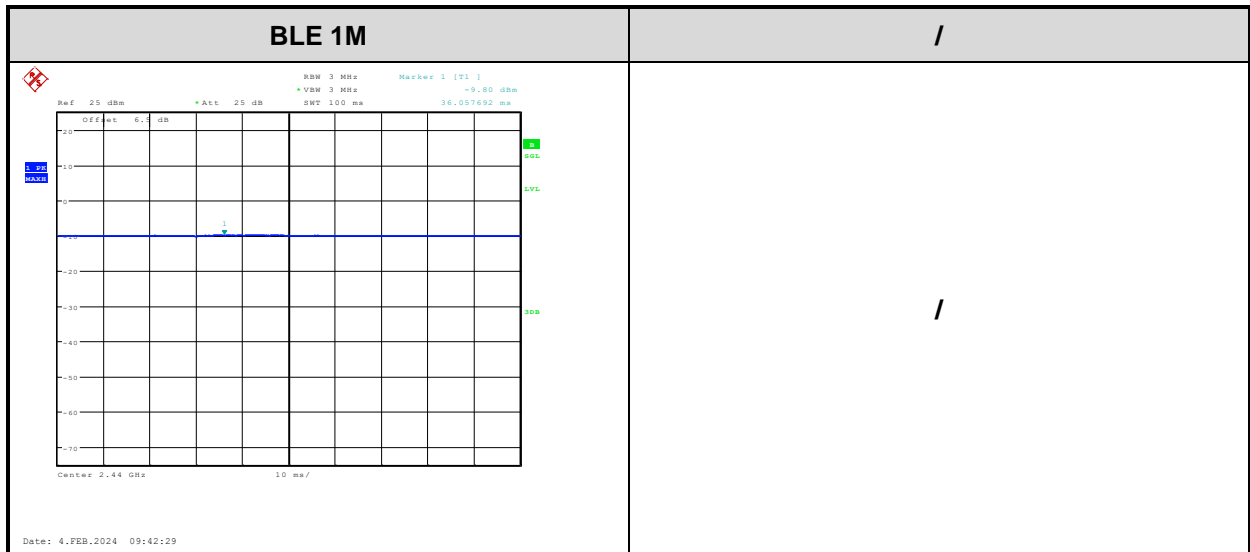 BLE 1M /
R S
RBW 3 MHz Marker 1 [T1 ]
VBW 3 MHz -9.80 dBm
Ref 25 dBm Att 25 dB SWT 100 ms 36.057692 ms
Offset 6.5 dB
20
B
SGL
1 PK
MAXH
10
LVL
0
1
-10
-20
-30
3DB
/
-40
-50
-60
-70
Center 2.44 GHz 10 ms/
Date: 4.FEB.2024 09:42:29